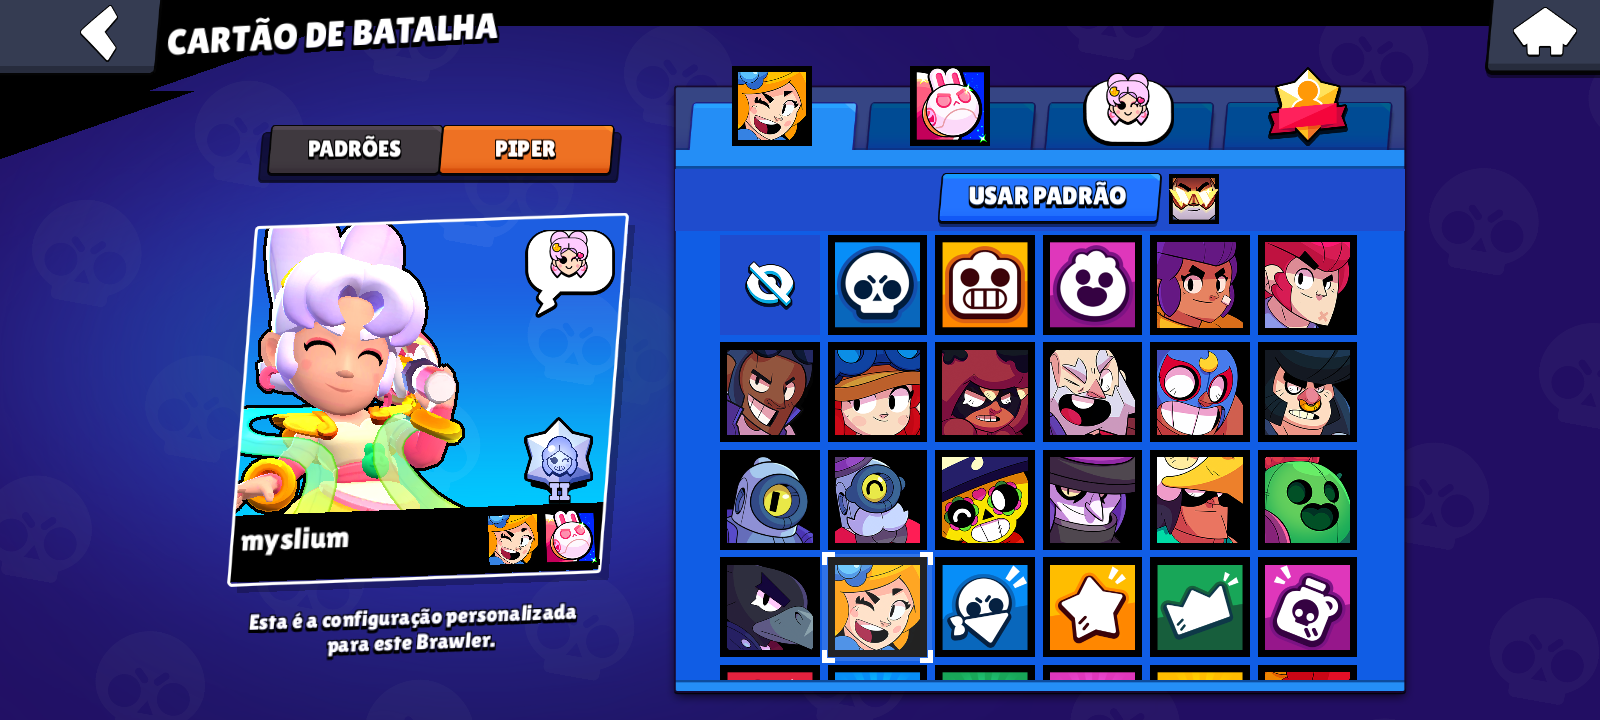 CARTÃO DE BATALHA
PADRÕES
PIPER
USAR PADRÃO
II
myslium
Esta é a configuração personalizada
para este Brawler.